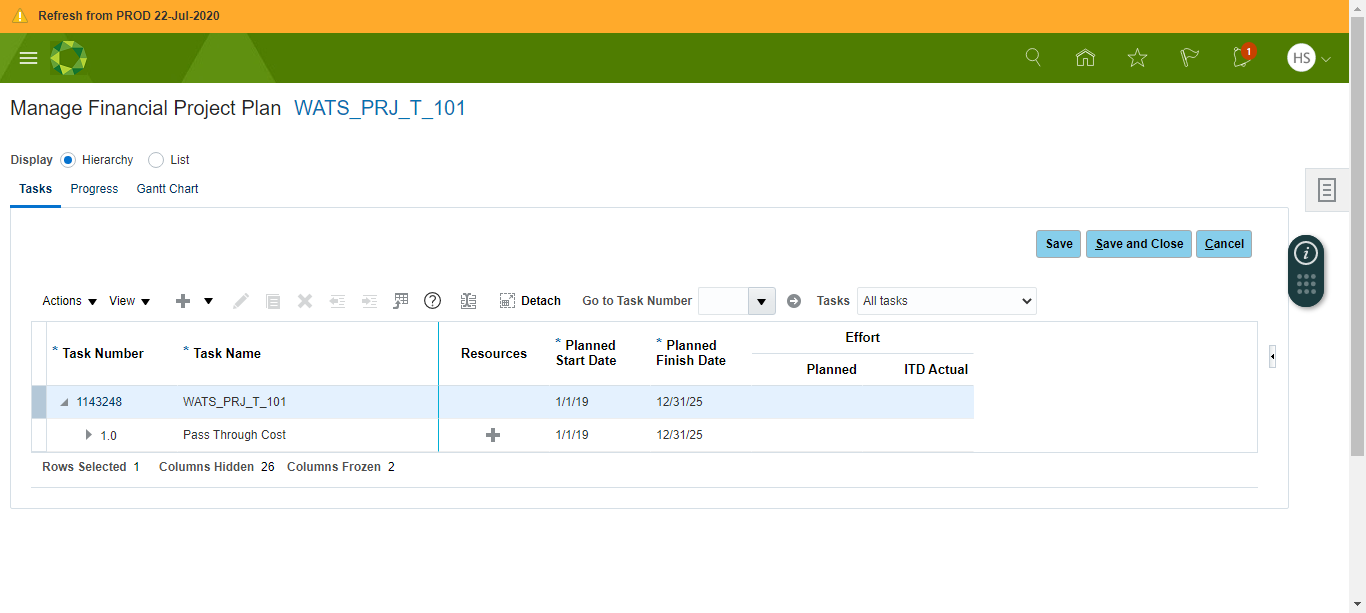 Refresh from PROD 22-Jul-2020
1
HS
Manage Financial Project Plan WATS_PRJ_T_101
Display Hierarchy List
Tasks Progress Gantt Chart
Save Save and Close Cancel
Actions View Detach Go to Task Number Tasks All tasks
* Task Number * Task Name Resources * Planned Start Date * Planned Finish Date Effort
Planned ITD Actual
1143248 WATS_PRJ_T_101 1/1/19 12/31/25
1.0 Pass Through Cost 1/1/19 12/31/25
Rows Selected 1 Columns Hidden 26 Columns Frozen 2